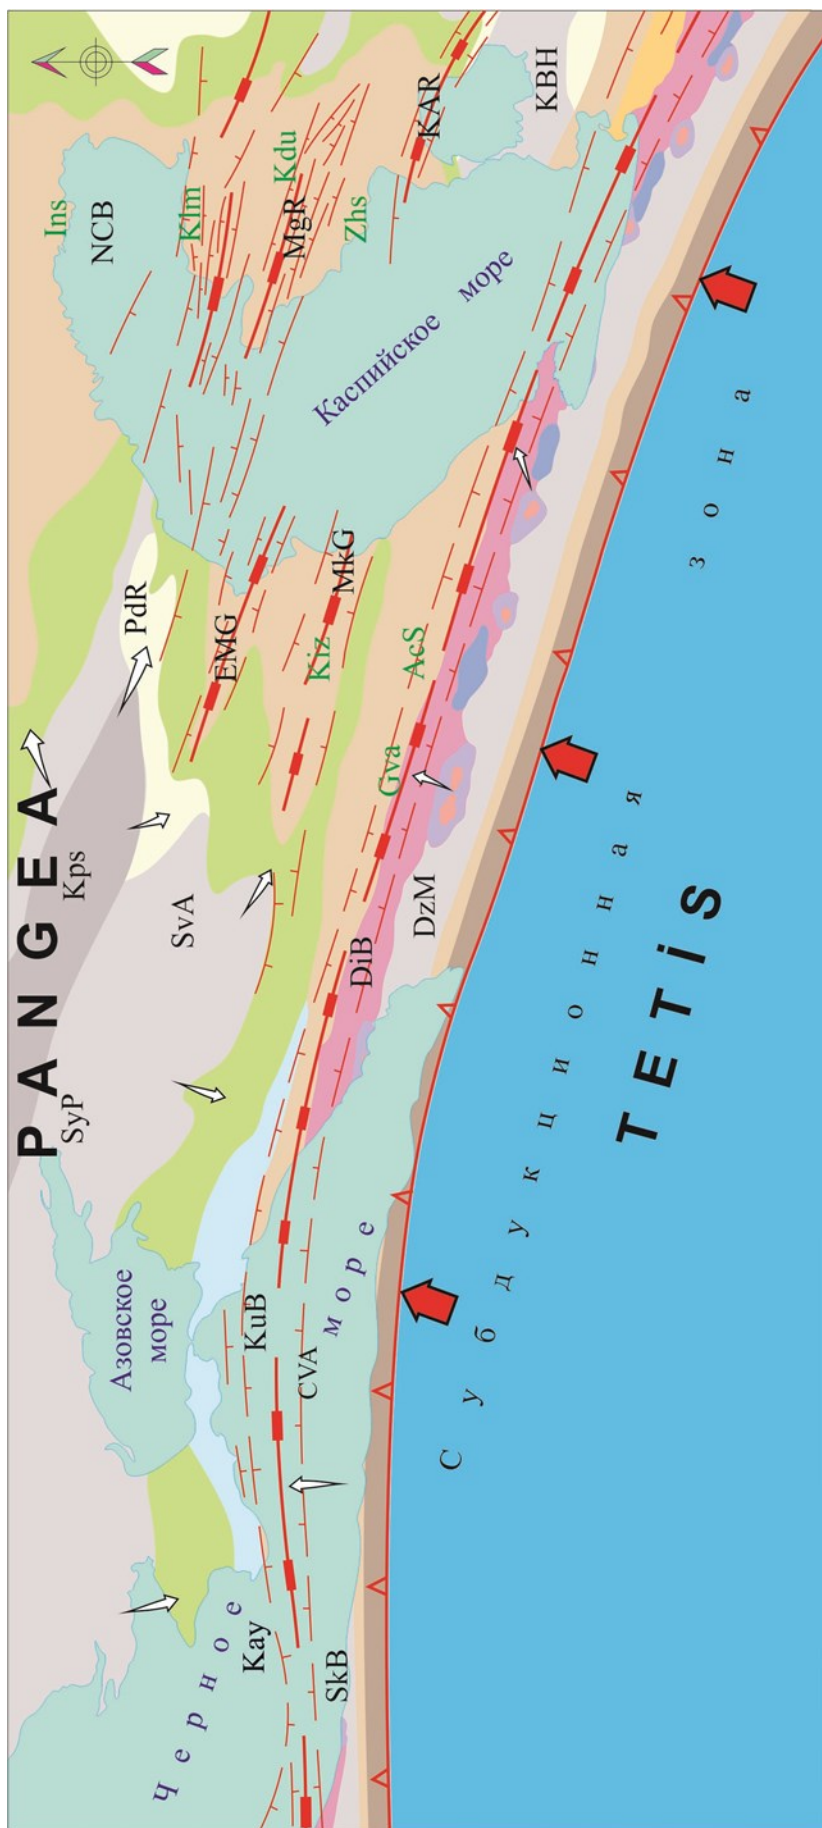 PANGEA
SyP
Kps
Ins
NCB
Klm
Kdu
MgR
Zhs
KAR
KBH
PdR
EMG
Kiz
MkG
SvA
Gva
AcS
DiB
DzM
Каспийское море
Азовское
море
KuB
CVA
Черное море
Kay
SkB
Субдукционная зона
TETİS